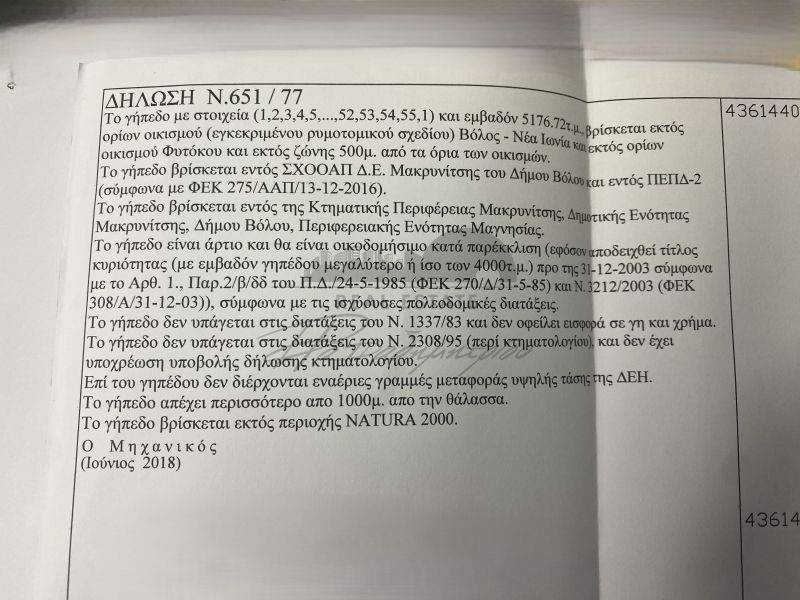 ΔΗΛΩΣΗ Ν.651 / 77
Το γήπεδο με στοιχεία (1,2,3,4,5,...,52,53,54,55,1) και εμβαδόν 5176.72τ.μ., βρίσκεται εκτός
ορίων οικισμού (εγκεκριμένου ρυμοτομικού σχεδίου) Βόλος - Νέα Ιωνία και εκτός ορίων
οικισμού Φυτόκου και εκτός ζώνης 500μ. από τα όρια των οικισμών.
Το γήπεδο βρίσκεται εντός ΣΧΟΟΑΠ Δ.Ε. Μακρυνίτσης του Δήμου Βόλου και εντός ΠΕΠΔ-2
(σύμφωνα με ΦΕΚ 275/ΑΑΠ/13-12-2016).
Το γήπεδο βρίσκεται εντός της Κτηματικής Περιφέρειας Μακρυνίτσης, Δημοτικής Ενότητας
Μακρυνίτσης, Δήμου Βόλου, Περιφερειακής Ενότητας Μαγνησίας.
Το γήπεδο είναι άρτιο και θα είναι οικοδομήσιμο κατά παρέκκλιση (εφόσον αποδειχθεί τίτλος
κυριότητας (με εμβαδόν γηπέδου μεγαλύτερο ή ίσο των 4000τ.μ.) προ της 31-12-2003 σύμφωνα
με το Αρθ. 1., Παρ.2/β/δδ του Π.Δ./24-5-1985 (ΦΕΚ 270/Δ/31-5-85) και Ν.3212/2003 (ΦΕΚ
308/Α/31-12-03)), σύμφωνα με τις ισχύουσες πολεοδομικές διατάξεις.
Το γήπεδο δεν υπάγεται στις διατάξεις του Ν. 1337/83 και δεν οφείλει εισφορά σε γη και χρήμα.
Το γήπεδο δεν υπάγεται στις διατάξεις του Ν. 2308/95 (περί κτηματολογίου), και δεν έχει
υποχρέωση υποβολής δήλωσης κτηματολογίου.
Επί του γηπέδου δεν διέρχονται εναέριες γραμμές μεταφοράς υψηλής τάσης της ΔΕΗ.
Το γήπεδο απέχει περισσότερο απο 1000μ. απο την θάλασσα.
Το γήπεδο βρίσκεται εκτός περιοχής NATURA 2000.
Ο Μηχανικός
(Ιούνιος 2018)
4361440
43614
REAL ESTATE